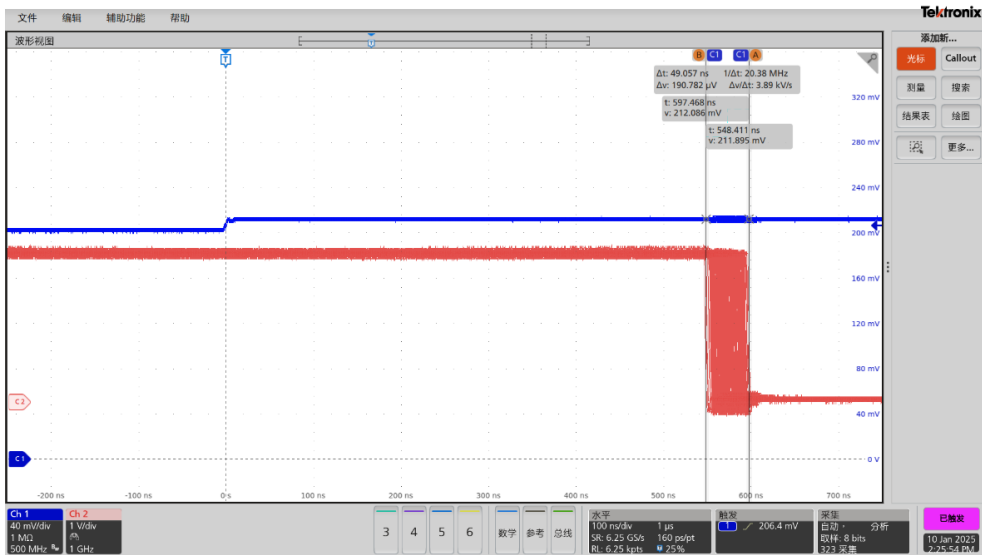 文件 编辑 辅助功能 帮助
Tektronix
波形视图
添加新...
光标 Callout
测量 搜索
结果表 绘图
更多...
T
T
B C1 C1 A
Δt: 49.057 ns 1/Δt: 20.38 MHz
Δv: 190.782 μV Δv/Δt: 3.89 kV/s
t: 597.468 ns
v: 212.086 mV
t: 548.411 ns
v: 211.895 mV
320 mV
280 mV
240 mV
200 mV
160 mV
120 mV
80 mV
C2
40 mV
C1
0 V
-200 ns -100 ns 0 s 100 ns 200 ns 300 ns 400 ns 500 ns 600 ns 700 ns
Ch 1
40 mV/div
1 MΩ
500 MHz
Ch 2
1 V/div
1 GHz
3 4 5 6
数学 参考 总线
水平
100 ns/div 1 μs
SR: 6.25 GS/s 160 ps/pt
RL: 6.25 kpts 25%
触发
1 206.4 mV
采集
自动, 分析
取样: 8 bits
323 采集
已触发
10 Jan 2025
2:25:54 PM